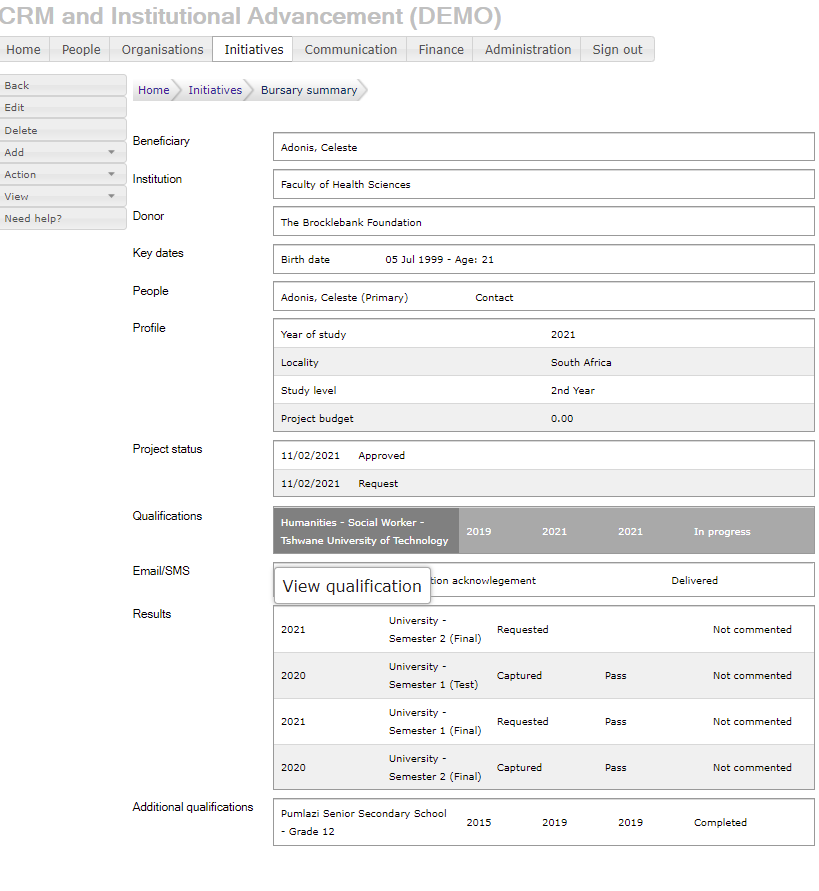 CRM and Institutional Advancement (DEMO)
Home People Organisations Initiatives Communication Finance Administration Sign out
Back
Edit
Delete
Add
Action
View
Need help?
Home Initiatives Bursary summary
Beneficiary
Adonis, Celeste
Institution
Faculty of Health Sciences
Donor
The Brocklebank Foundation
Key dates
Birth date 05 Jul 1999 - Age: 21
People
Adonis, Celeste (Primary) Contact
Profile
Year of study 2021
Locality South Africa
Study level 2nd Year
Project budget 0.00
Project status
11/02/2021 Approved
11/02/2021 Request
Qualifications
Humanities - Social Worker -
Tshwane University of Technology 2019 2021 2021 In progress
Email/SMS
View qualification
tion acknowlegement Delivered
Results
2021 University -
Semester 2 (Final) Requested Not commented
2020 University -
Semester 1 (Test) Captured Pass Not commented
2021 University -
Semester 1 (Final) Requested Pass Not commented
2020 University -
Semester 2 (Final) Captured Pass Not commented
Additional qualifications
Pumlazi Senior Secondary School
- Grade 12 2015 2019 2019 Completed